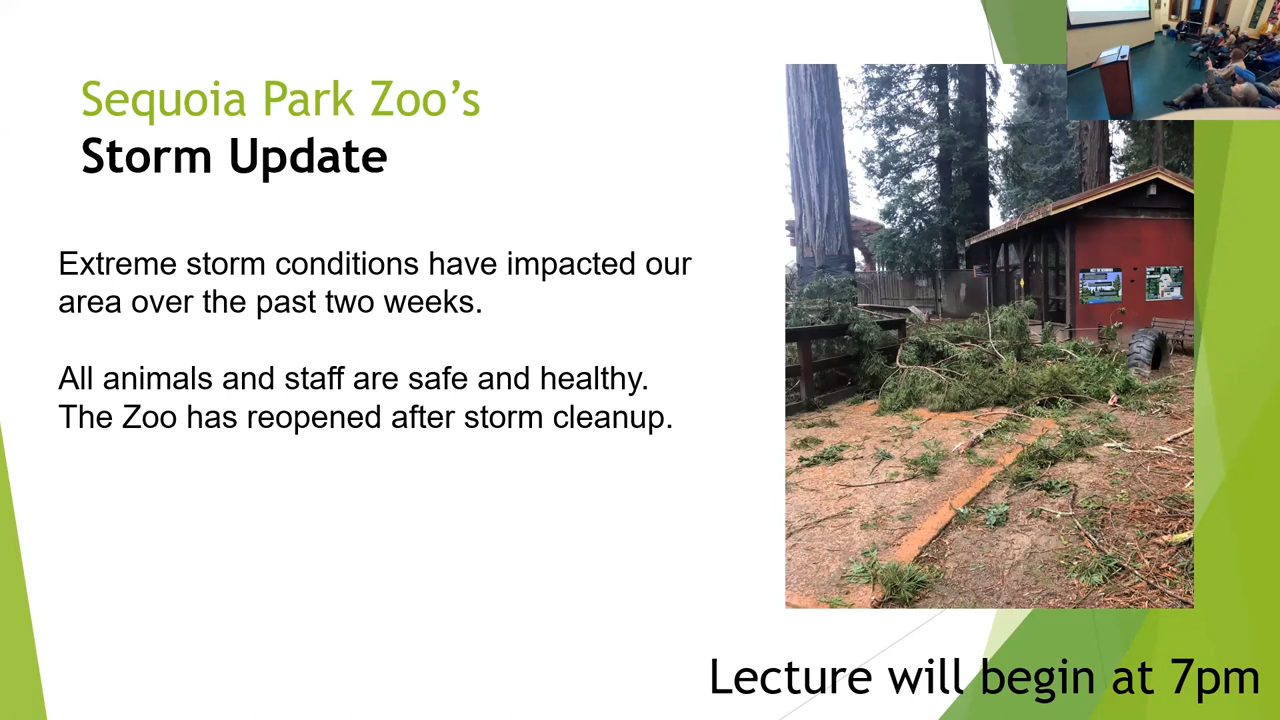 Sequoia Park Zoo’s
Storm Update
Extreme storm conditions have impacted our
area over the past two weeks.
All animals and staff are safe and healthy.
The Zoo has reopened after storm cleanup.
Lecture will begin at 7pm